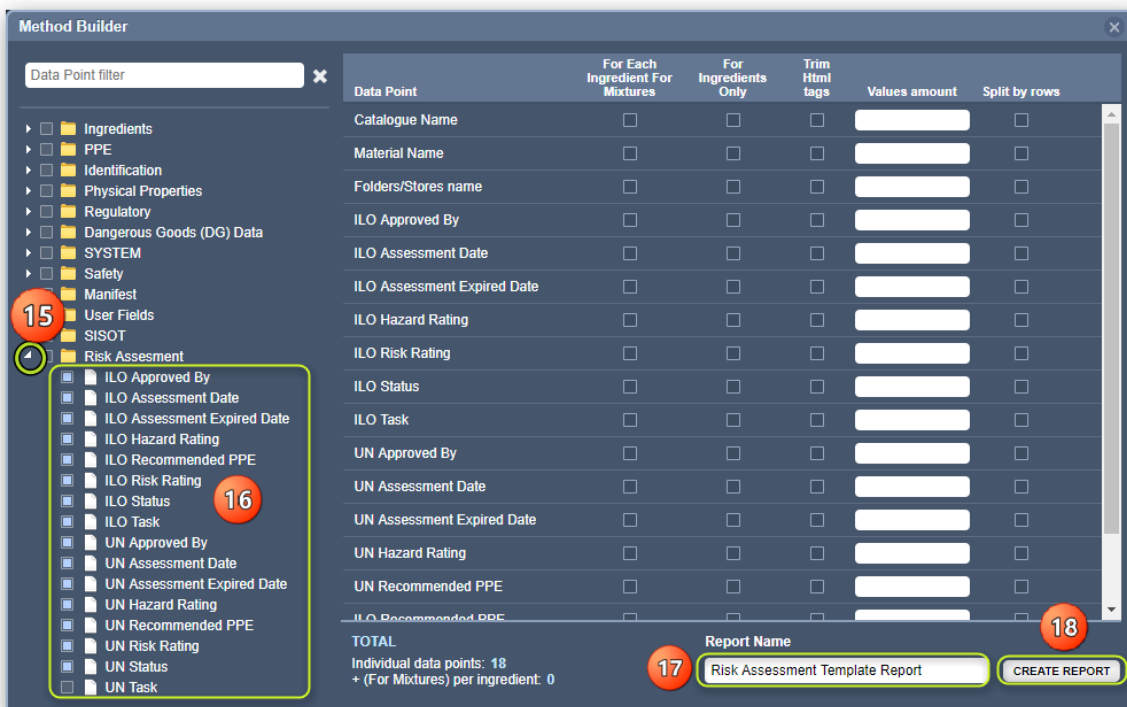 Method Builder
Data Point filter
Ingredients
PPE
Identification
Physical Properties
Regulatory
Dangerous Goods (DG) Data
SYSTEM
Safety
Manifest
15
User Fields
SISOT
Risk Assesment
ILO Approved By
ILO Assessment Date
ILO Assessment Expired Date
ILO Hazard Rating
ILO Recommended PPE
ILO Risk Rating
ILO Status
16
ILO Task
UN Approved By
UN Assessment Date
UN Assessment Expired Date
UN Hazard Rating
UN Recommended PPE
UN Risk Rating
UN Status
UN Task
Data Point
For Each
Ingredient For
Mixtures
For
Ingredients
Only
Trim
Html
tags
Values amount
Split by rows
Catalogue Name
Material Name
Folders/Stores name
ILO Approved By
ILO Assessment Date
ILO Assessment Expired Date
ILO Hazard Rating
ILO Risk Rating
ILO Status
ILO Task
UN Approved By
UN Assessment Date
UN Assessment Expired Date
UN Hazard Rating
UN Recommended PPE
ILO Recommended PPE
TOTAL
Individual data points: 18
+ (For Mixtures) per ingredient: 0
Report Name
17
Risk Assessment Template Report
18
CREATE REPORT